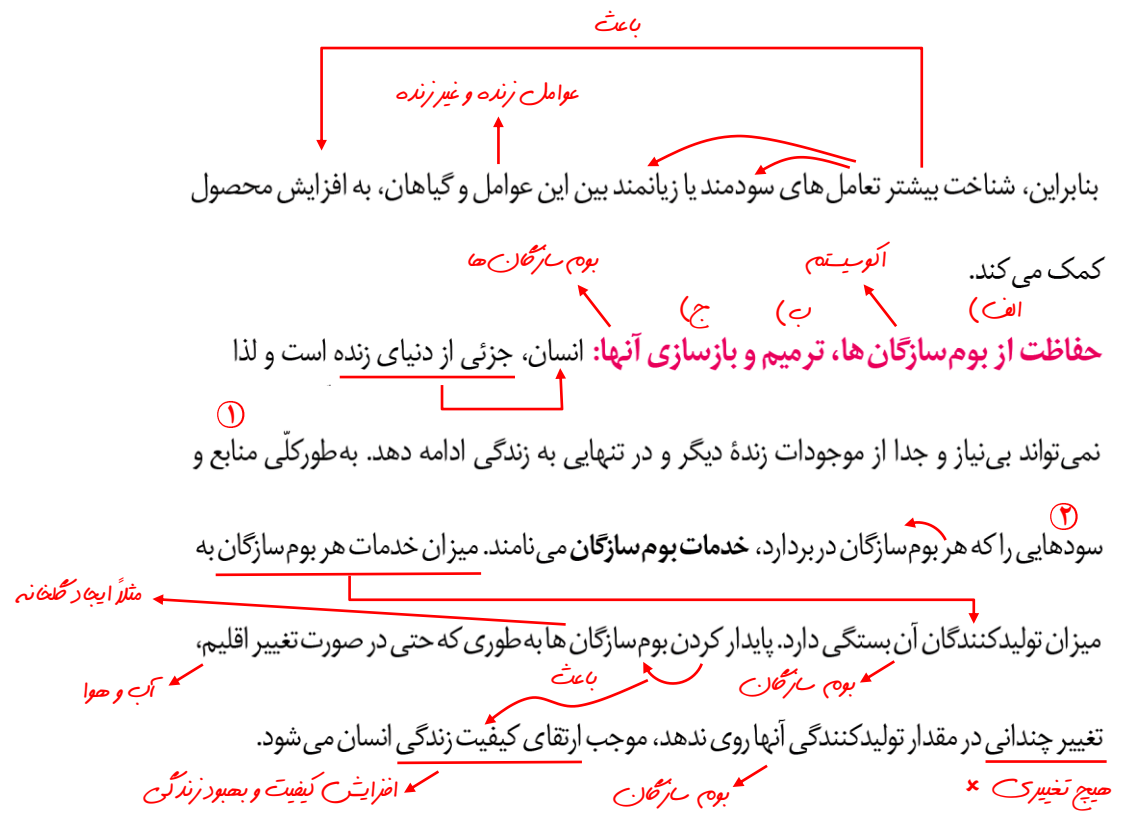 باعث
عوامل زنده و غیر زنده
بنابراین، شناخت بیشتر تعامل‌های سودمند یا زیانمند بین این عوامل و گیاهان، به افزایش محصول
کمک می‌کند.
اکوسیستم
بوم سازگان ها
الف) ب) ج)
حفاظت از بوم‌سازگان‌ها، ترمیم و بازسازی آنها: انسان، جزئی از دنیای زنده است و لذا
۱
نمی‌تواند بی‌نیاز و جدا از موجودات زندهٔ دیگر و در تنهایی به زندگی ادامه دهد. به‌طورکلّی منابع و
۲
سودهایی را که هر بوم‌سازگان در بر دارد، خدمات بوم‌سازگان می‌نامند. میزان خدمات هر بوم‌سازگان به
مثلاً ایجاد گلخانه
میزان تولیدکنندگان آن بستگی دارد. پایدار کردن بوم‌سازگان‌ها به‌طوری که حتی در صورت تغییر اقلیم،
بوم سازگان
باعث
آب و هوا
تغییر چندانی در مقدار تولیدکنندگی آنها روی ندهد، موجب ارتقای کیفیت زندگی انسان می‌شود.
هیچ تغییری ×
بوم سازگان
افزایش کیفیت و بهبود زندگی